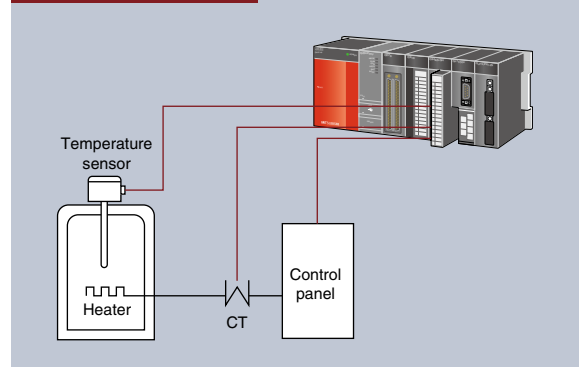 Temperature
sensor
Heater
CT
Control
panel